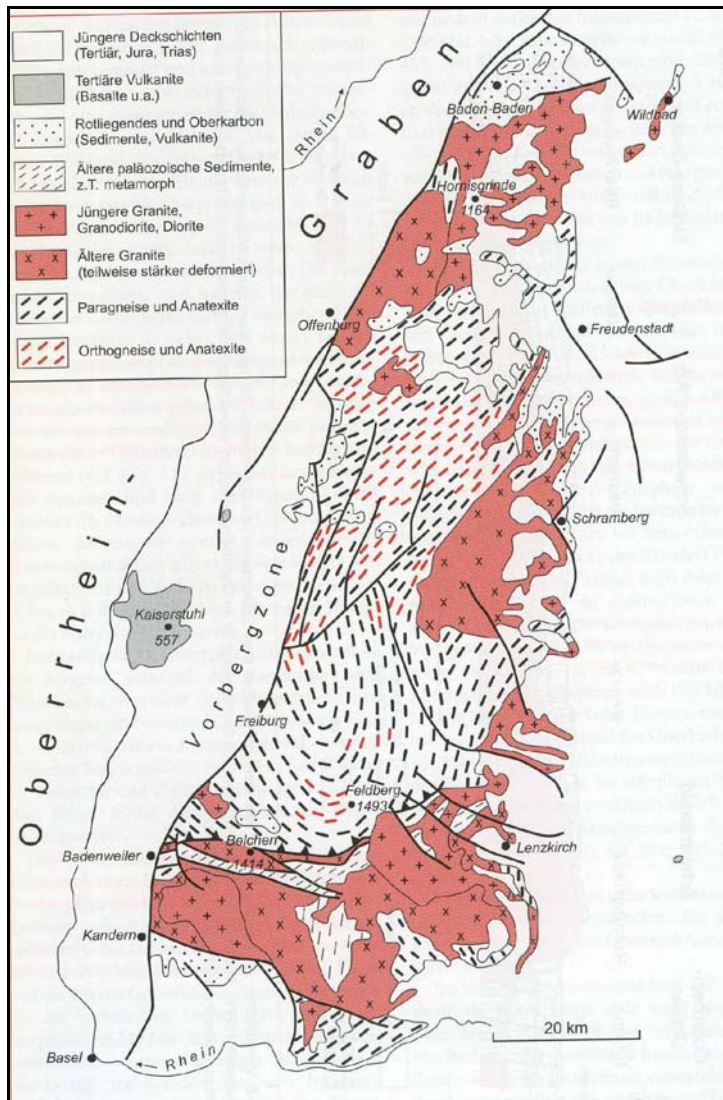 Jüngere Deckschichten
(Tertiär, Jura, Trias)
Tertiäre Vulkanite
(Basalte u.a.)
Rotliegendes und Oberkarbon
(Sedimente, Vulkanite)
Ältere paläozoische Sedimente,
z.T. metamorph
Jüngere Granite,
Granodiorite, Diorite
Ältere Granite
(teilweise stärker deformiert)
Paragneise und Anatexite
Orthogneise und Anatexite
Rhein
Graben
Baden-Baden
Wildbad
Hornisgrinde
1164
Offenburg
Freudenstadt
Schramberg
Kaiserstuhl
557
Vorbergzone
Oberrhein-
Freiburg
Feldberg
1493
Belchen
1414
Badenweiler
Lenzkirch
Kandern
20 km
Basel
Rhein